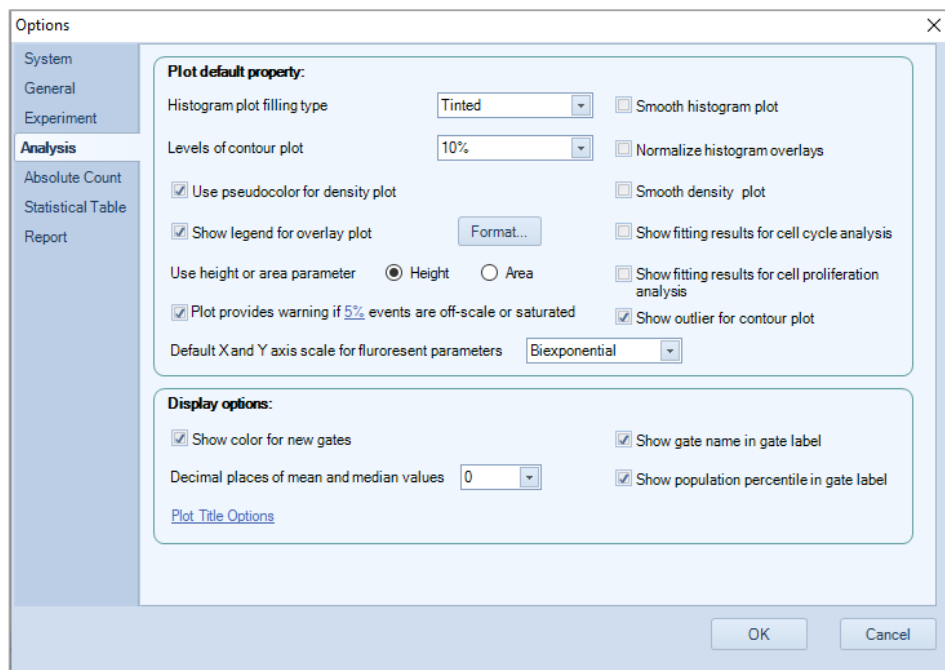 Options
System
General
Experiment
Analysis
Absolute Count
Statistical Table
Report
Plot default property:
Histogram plot filling type Tinted Smooth histogram plot
Levels of contour plot 10% Normalize histogram overlays
Use pseudocolor for density plot Smooth density plot
Show legend for overlay plot Format... Show fitting results for cell cycle analysis
Use height or area parameter Height Area Show fitting results for cell proliferation
analysis
Plot provides warning if 5% events are off-scale or saturated Show outlier for contour plot
Default X and Y axis scale for fluroresent parameters Biexponential
Display options:
Show color for new gates Show gate name in gate label
Decimal places of mean and median values 0 Show population percentile in gate label
Plot Title Options
OK Cancel